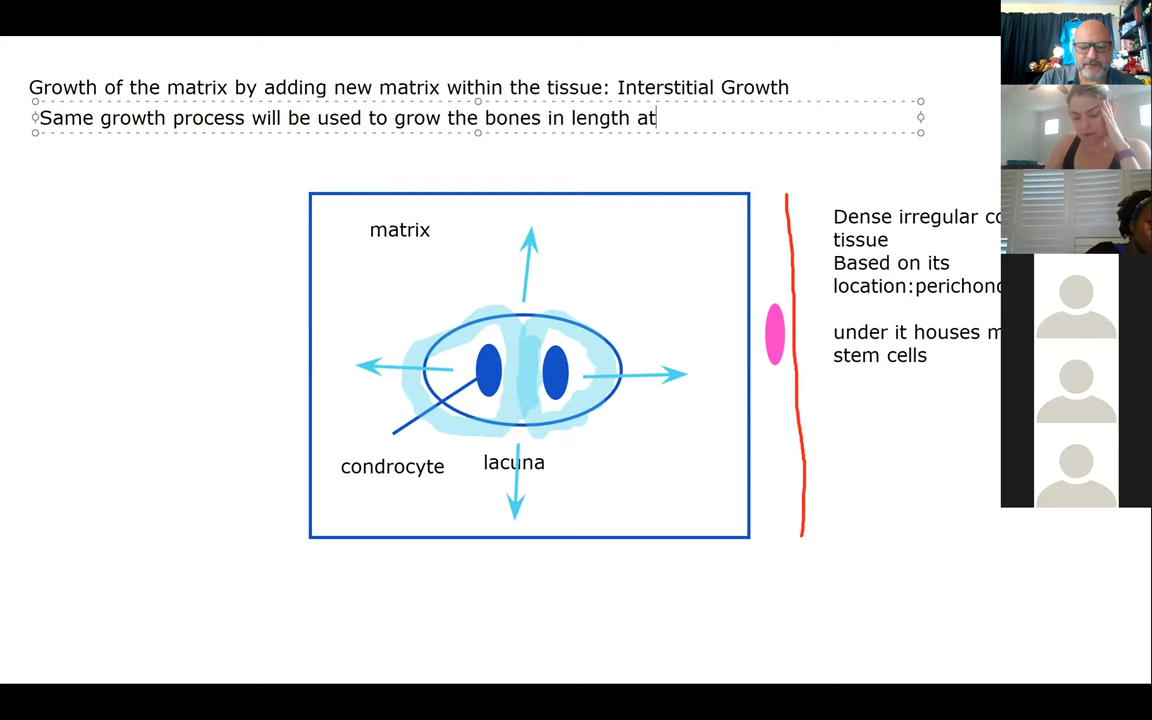 Growth of the matrix by adding new matrix within the tissue: Interstitial Growth
Same growth process will be used to grow the bones in length at
matrix
condrocyte
lacuna
Dense irregular
tissue
Based on its
location:
under it houses
stem cells